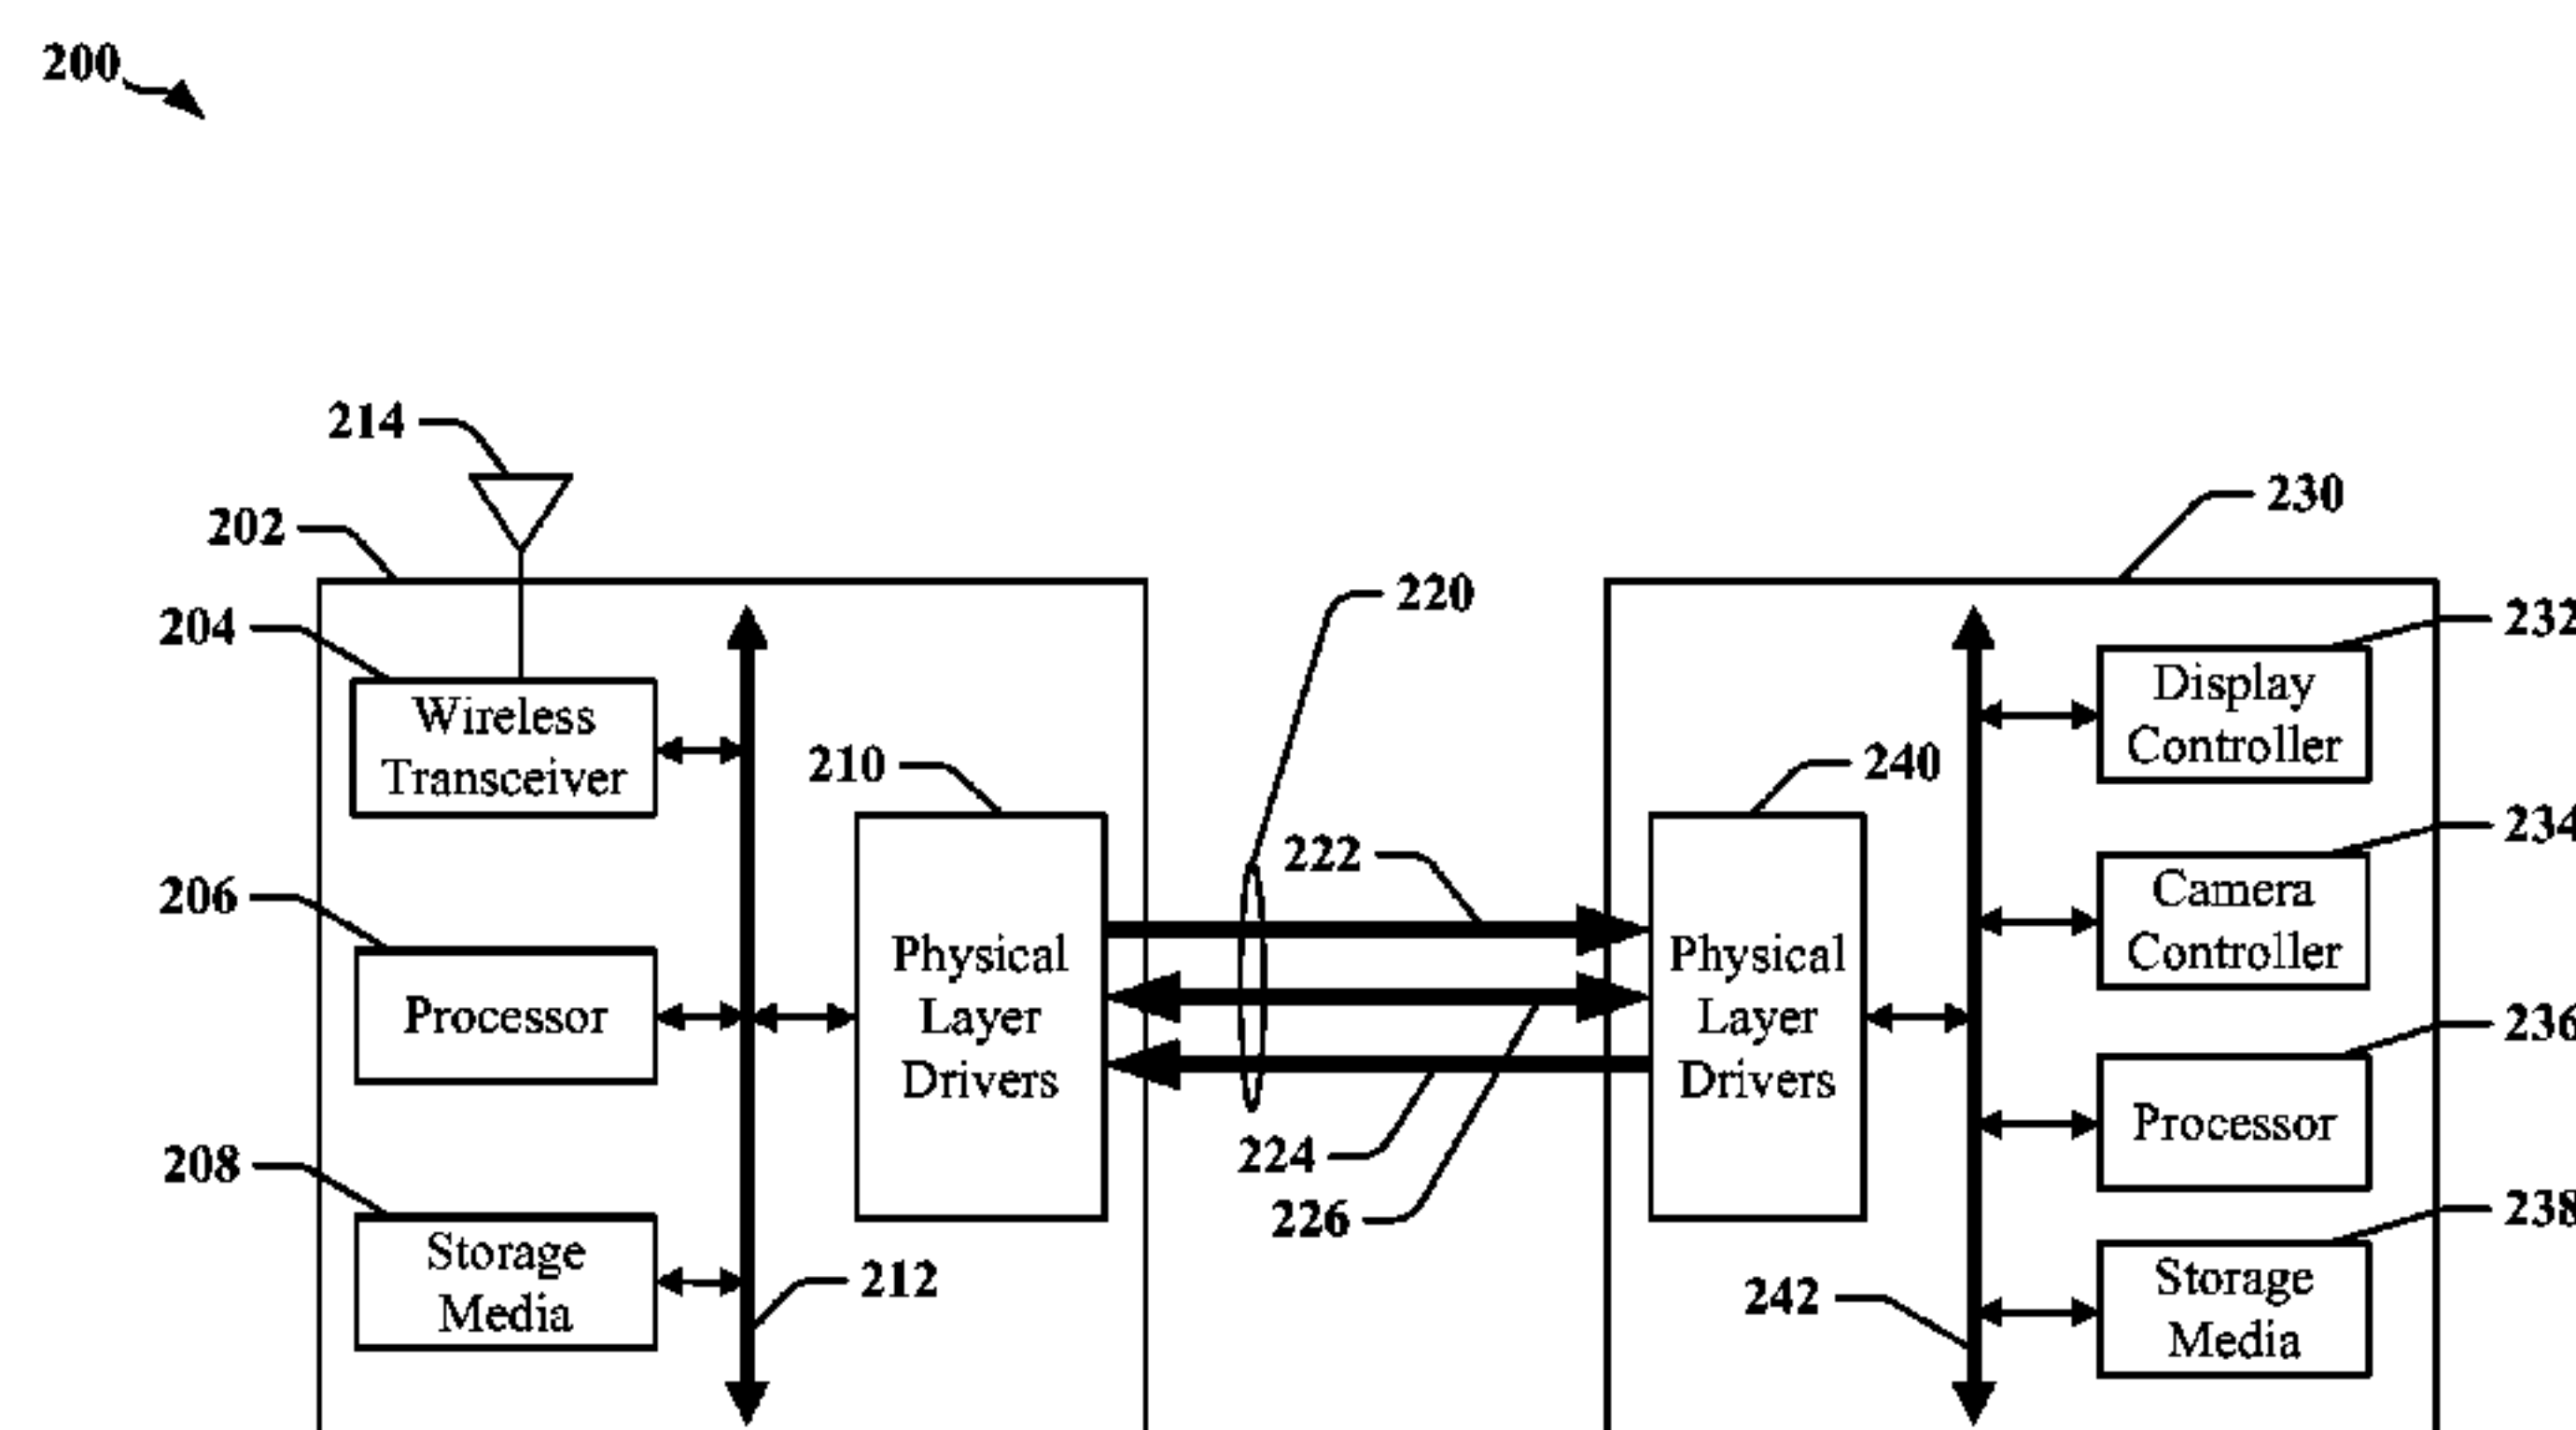 200
214
202
230
220
204
232
Wireless
Transceiver
Display
Controller
210
240
222
234
206
Camera
Controller
Physical
Layer
Drivers
Physical
Layer
Drivers
Processor
236
Processor
224
208
226
238
Storage
Media
212
242
Storage
Media